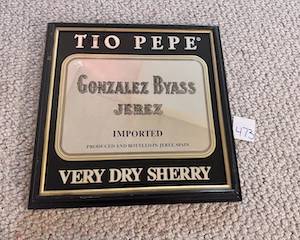 TIO PEPE®
GONZALEZ BYASS
JEREZ
IMPORTED
PRODUCED AND BOTTLED IN JEREZ, SPAIN
VERY DRY SHERRY
473